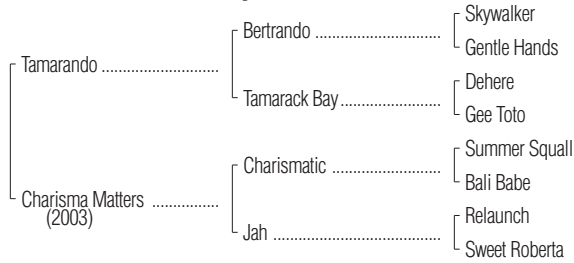 Skywalker
Bertrando ..................
Gentle Hands
Tamarando ..........................
Dehere
Tamarack Bay......................
Gee Toto
Summer Squall
Charismatic ........................
Bali Babe
Charisma Matters ...............
(2003)
Relaunch
Jah .....................................
Sweet Roberta